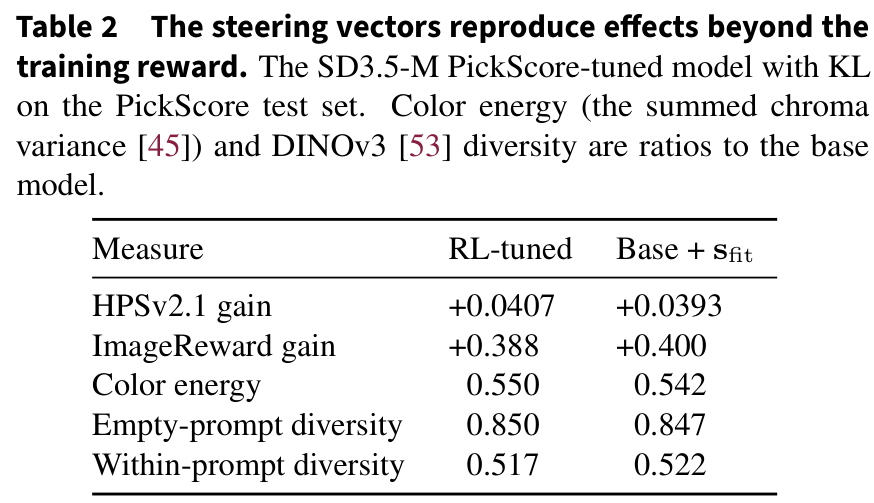 Table 2 The steering vectors reproduce effects beyond the
training reward. The SD3.5-M PickScore-tuned model with KL
on the PickScore test set. Color energy (the summed chroma
variance [45]) and DINOv3 [53] diversity are ratios to the base
model.
Measure RL-tuned Base + s_fit
HPSv2.1 gain +0.0407 +0.0393
ImageReward gain +0.388 +0.400
Color energy 0.550 0.542
Empty-prompt diversity 0.850 0.847
Within-prompt diversity 0.517 0.522